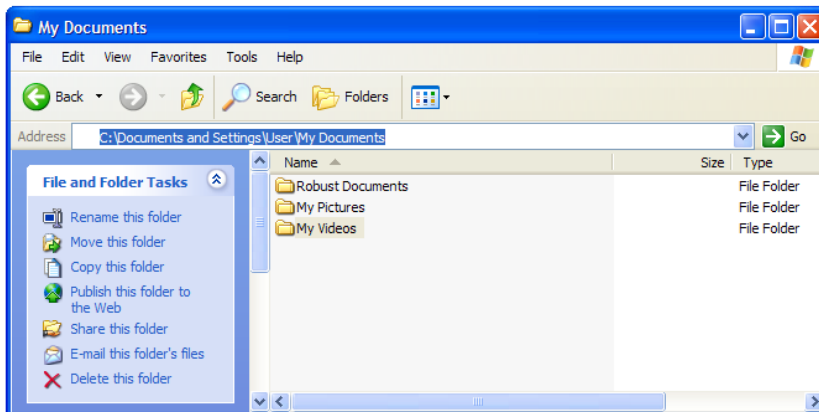 My Documents
File Edit View Favorites Tools Help
Back Search Folders
Address C:\Documents and Settings\User\My Documents Go
Name Size Type
File and Folder Tasks
Robust Documents File Folder
My Pictures File Folder
My Videos File Folder
Rename this folder
Move this folder
Copy this folder
Publish this folder to
the Web
Share this folder
E-mail this folder's files
Delete this folder